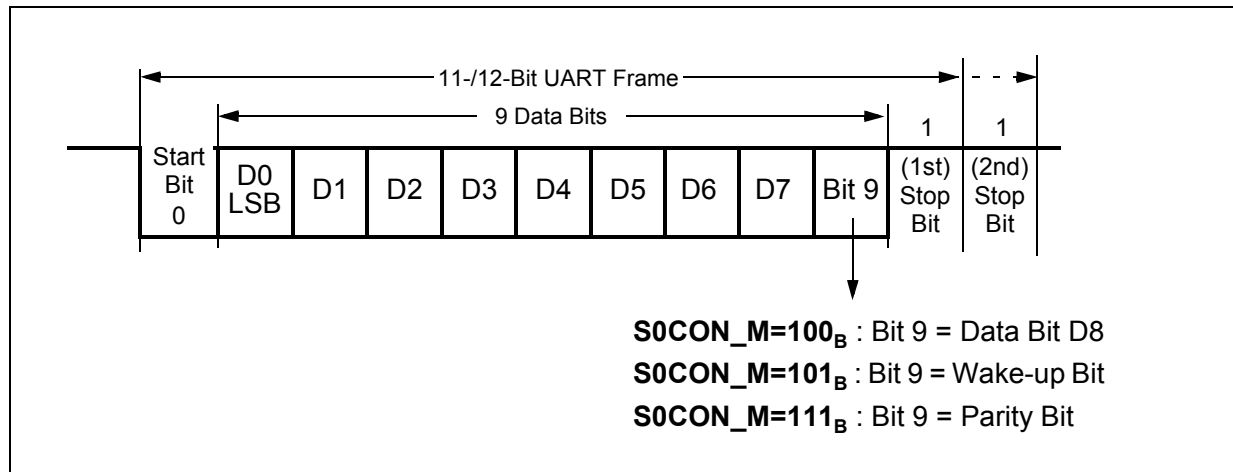 11-/12-Bit UART Frame
9 Data Bits
1
1
Start
Bit
0
D0
LSB
D1
D2
D3
D4
D5
D6
D7
Bit 9
(1st)
Stop
Bit
(2nd)
Stop
Bit
S0CON_M=100B : Bit 9 = Data Bit D8
S0CON_M=101B : Bit 9 = Wake-up Bit
S0CON_M=111B : Bit 9 = Parity Bit